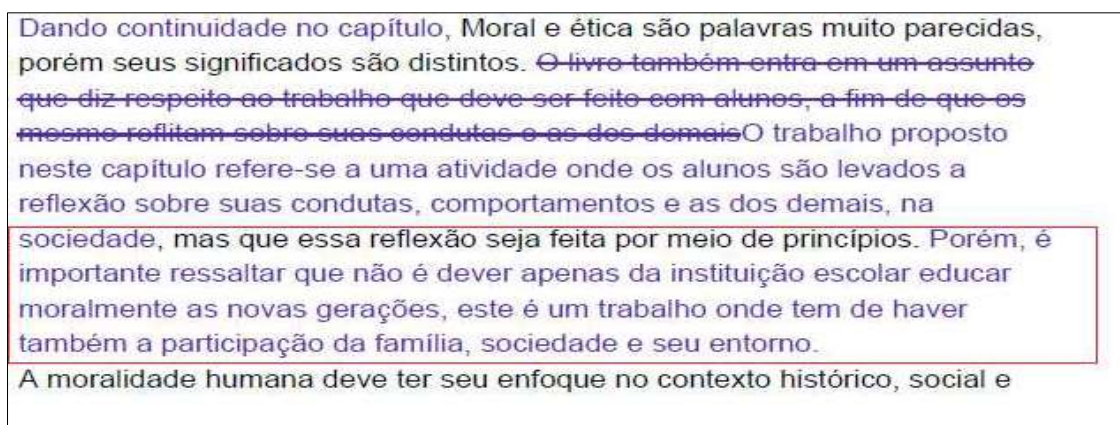 Dando continuidade no capítulo, Moral e ética são palavras muito parecidas,
porém seus significados são distintos. O livro também entra em um assunto
que diz respeito ao trabalho que deve ser feito com alunos, a fim de que os
mesmo reflitam sobre suas condutas e as dos demaisO trabalho proposto
neste capítulo refere-se a uma atividade onde os alunos são levados a
reflexão sobre suas condutas, comportamentos e as dos demais, na
sociedade, mas que essa reflexão seja feita por meio de princípios. Porém, é
importante ressaltar que não é dever apenas da instituição escolar educar
moralmente as novas gerações, este é um trabalho onde tem de haver
também a participação da família, sociedade e seu entorno.
A moralidade humana deve ter seu enfoque no contexto histórico, social e